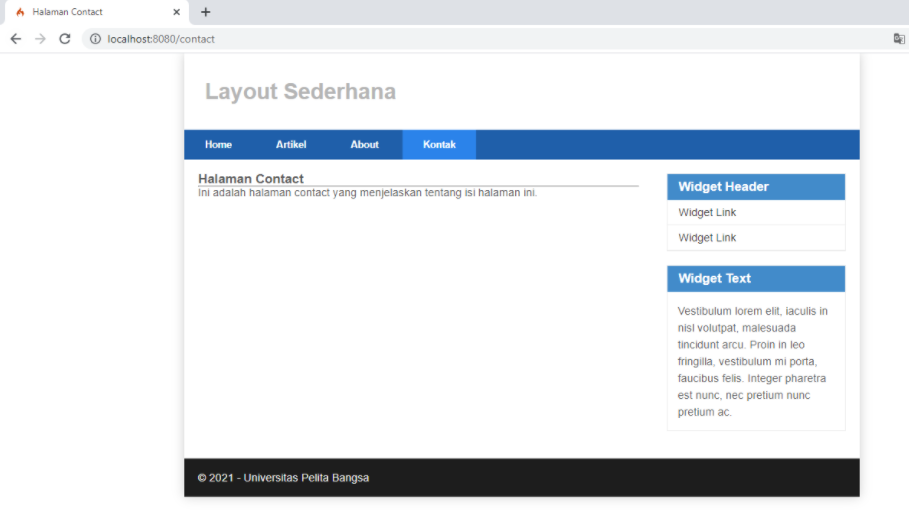 Halaman Contact
localhost:8080/contact
Layout Sederhana
Home Artikel About Kontak
Halaman Contact
Ini adalah halaman contact yang menjelaskan tentang isi halaman ini.
Widget Header
Widget Link
Widget Link
Widget Text
Vestibulum lorem elit, iaculis in
nisl volutpat, malesuada
tincidunt arcu. Proin in leo
fringilla, vestibulum mi porta,
faucibus felis. Integer pharetra
est nunc, nec pretium nunc
pretium ac.
© 2021 - Universitas Pelita Bangsa